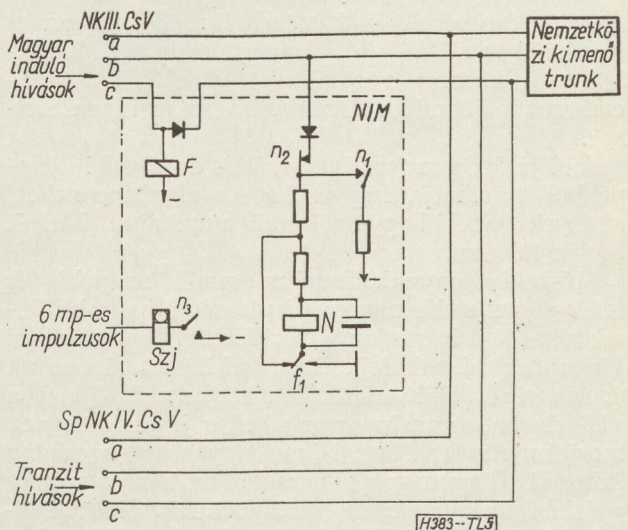 NKIII. CsV
Magyar
induló
hívások
a
b
c
Nemzetkö-
zi kimenő
trunk
NIM
F
-
n₂
n₁
-
6 mp-es
impulzusok
Szj
n₃
-
N
f₁
Sp NK IV. Cs V
a
Tranzit
hívások
b
c
H383-TL5